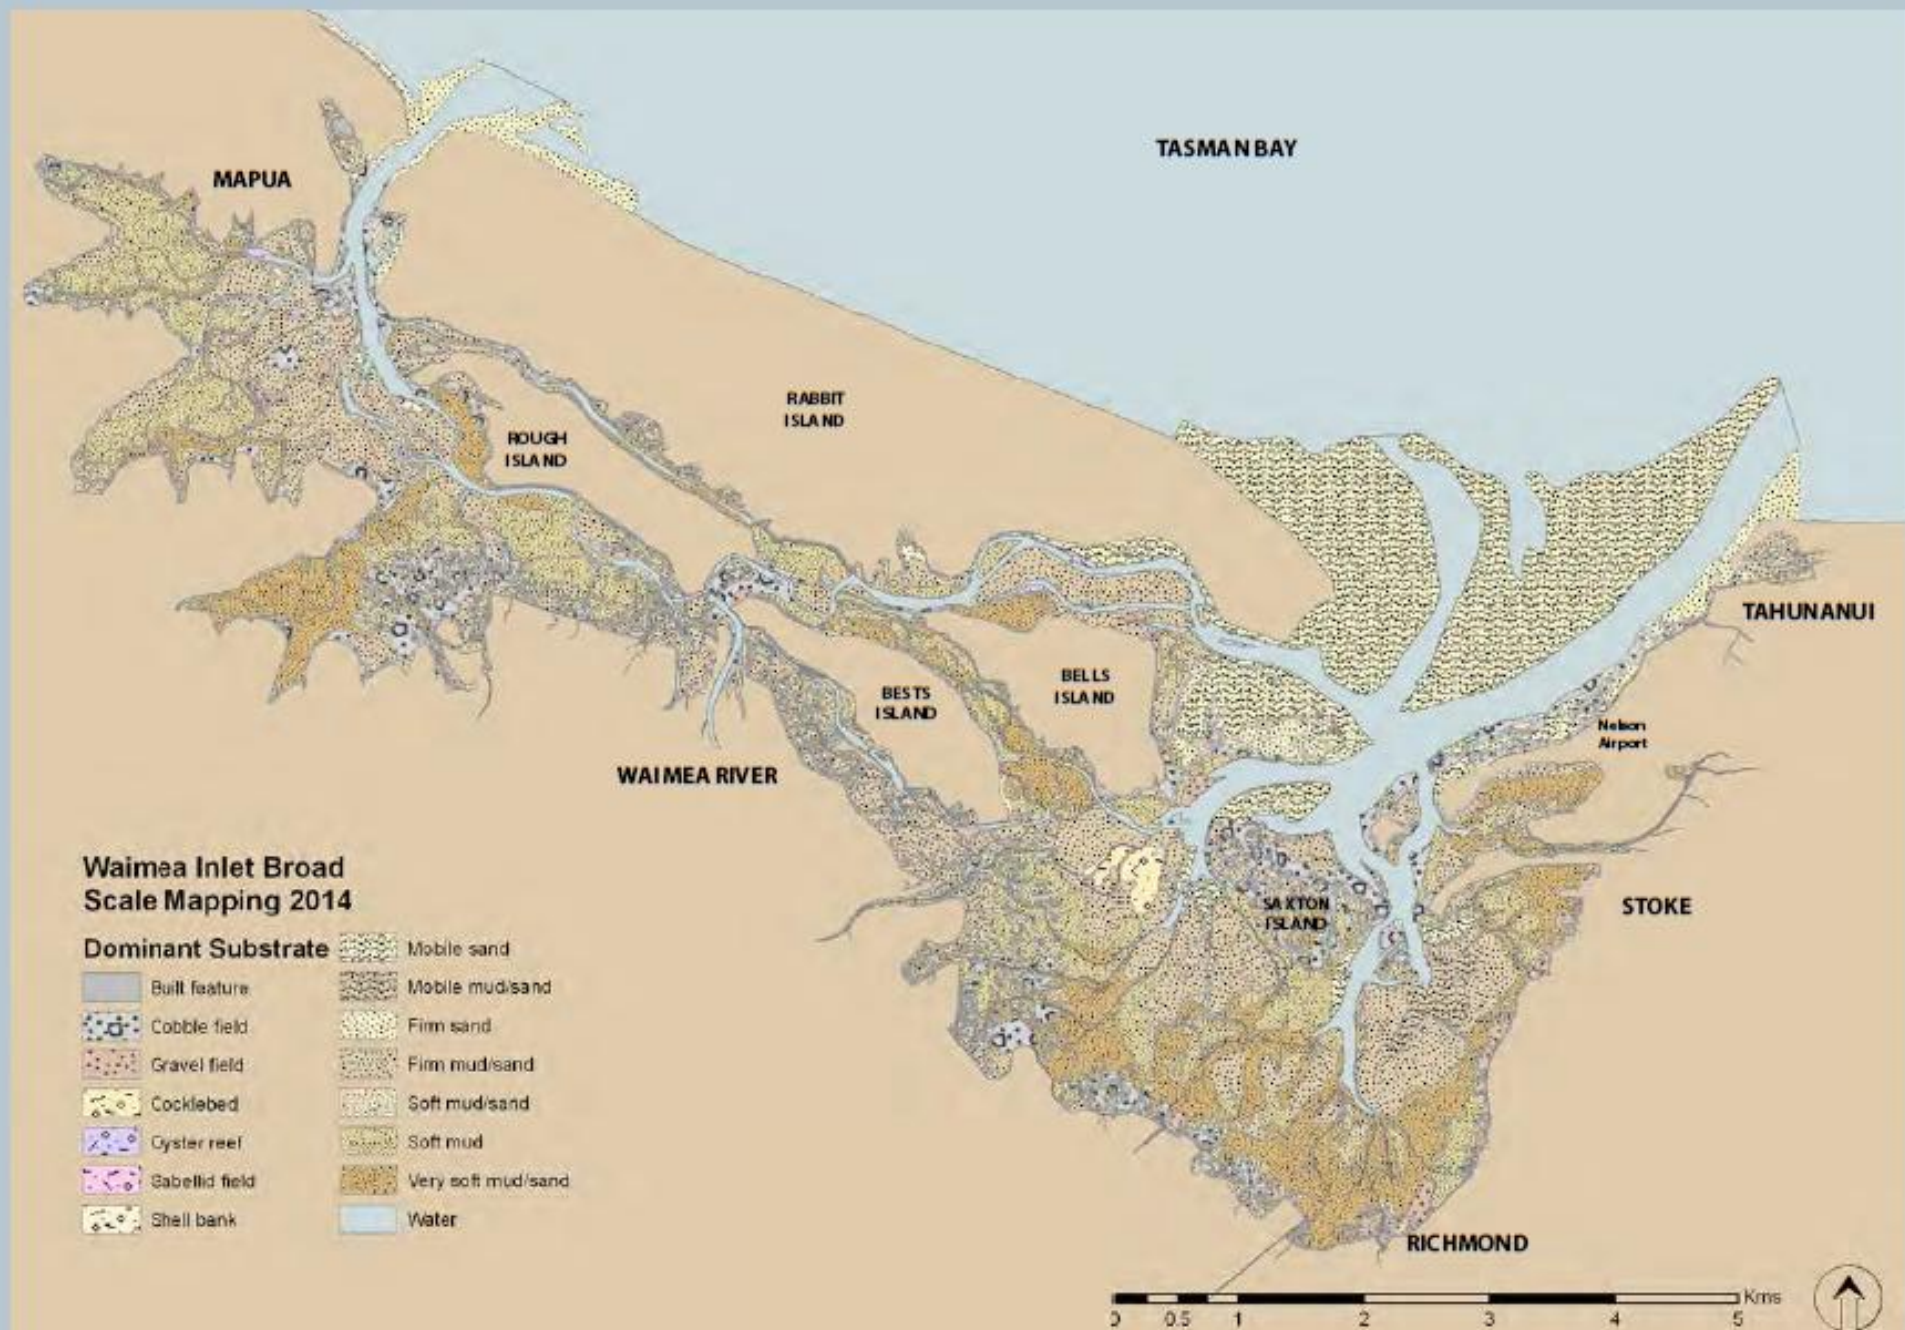 TASMAN BAY
MAPUA
RABBIT
ISLAND
ROUGH
ISLAND
TAHUNANUI
BELLS
ISLAND
BESTS
ISLAND
Nelson
Airport
WAIMEA RIVER
SAXTON
ISLAND
STOKE
RICHMOND
Waimea Inlet Broad
Scale Mapping 2014
Dominant Substrate
Built feature
Cobble field
Gravel field
Cocklebed
Oyster reef
Sabellid field
Shell bank
Mobile sand
Mobile mud/sand
Firm sand
Firm mud/sand
Soft mud/sand
Soft mud
Very soft mud/sand
Water
Kms
0 0.5 1 2 3 4 5